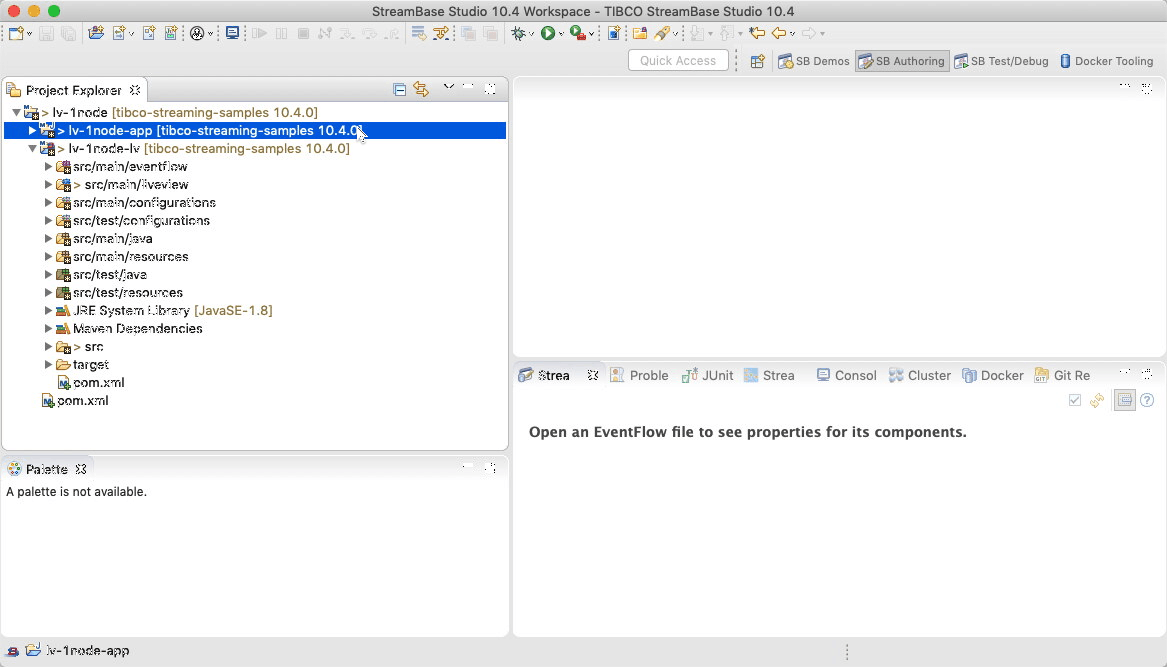 StreamBase Studio 10.4 Workspace - TIBCO StreamBase Studio 10.4
Quick Access
SB Demos
SB Authoring
SB Test/Debug
Docker Tooling
Project Explorer
> lv-1node [tibco-streaming-samples 10.4.0]
> lv-1node-app [tibco-streaming-samples 10.4.0]
> lv-1node-lv [tibco-streaming-samples 10.4.0]
src/main/eventflow
> src/main/liveview
src/main/configurations
src/test/configurations
src/main/java
src/main/resources
src/test/java
src/test/resources
JRE System Library [JavaSE-1.8]
Maven Dependencies
> src
target
pom.xml
pom.xml
Strea
Proble
JUnit
Strea
Consol
Cluster
Docker
Git Re
Open an EventFlow file to see properties for its components.
Palette
A palette is not available.
lv-1node-app